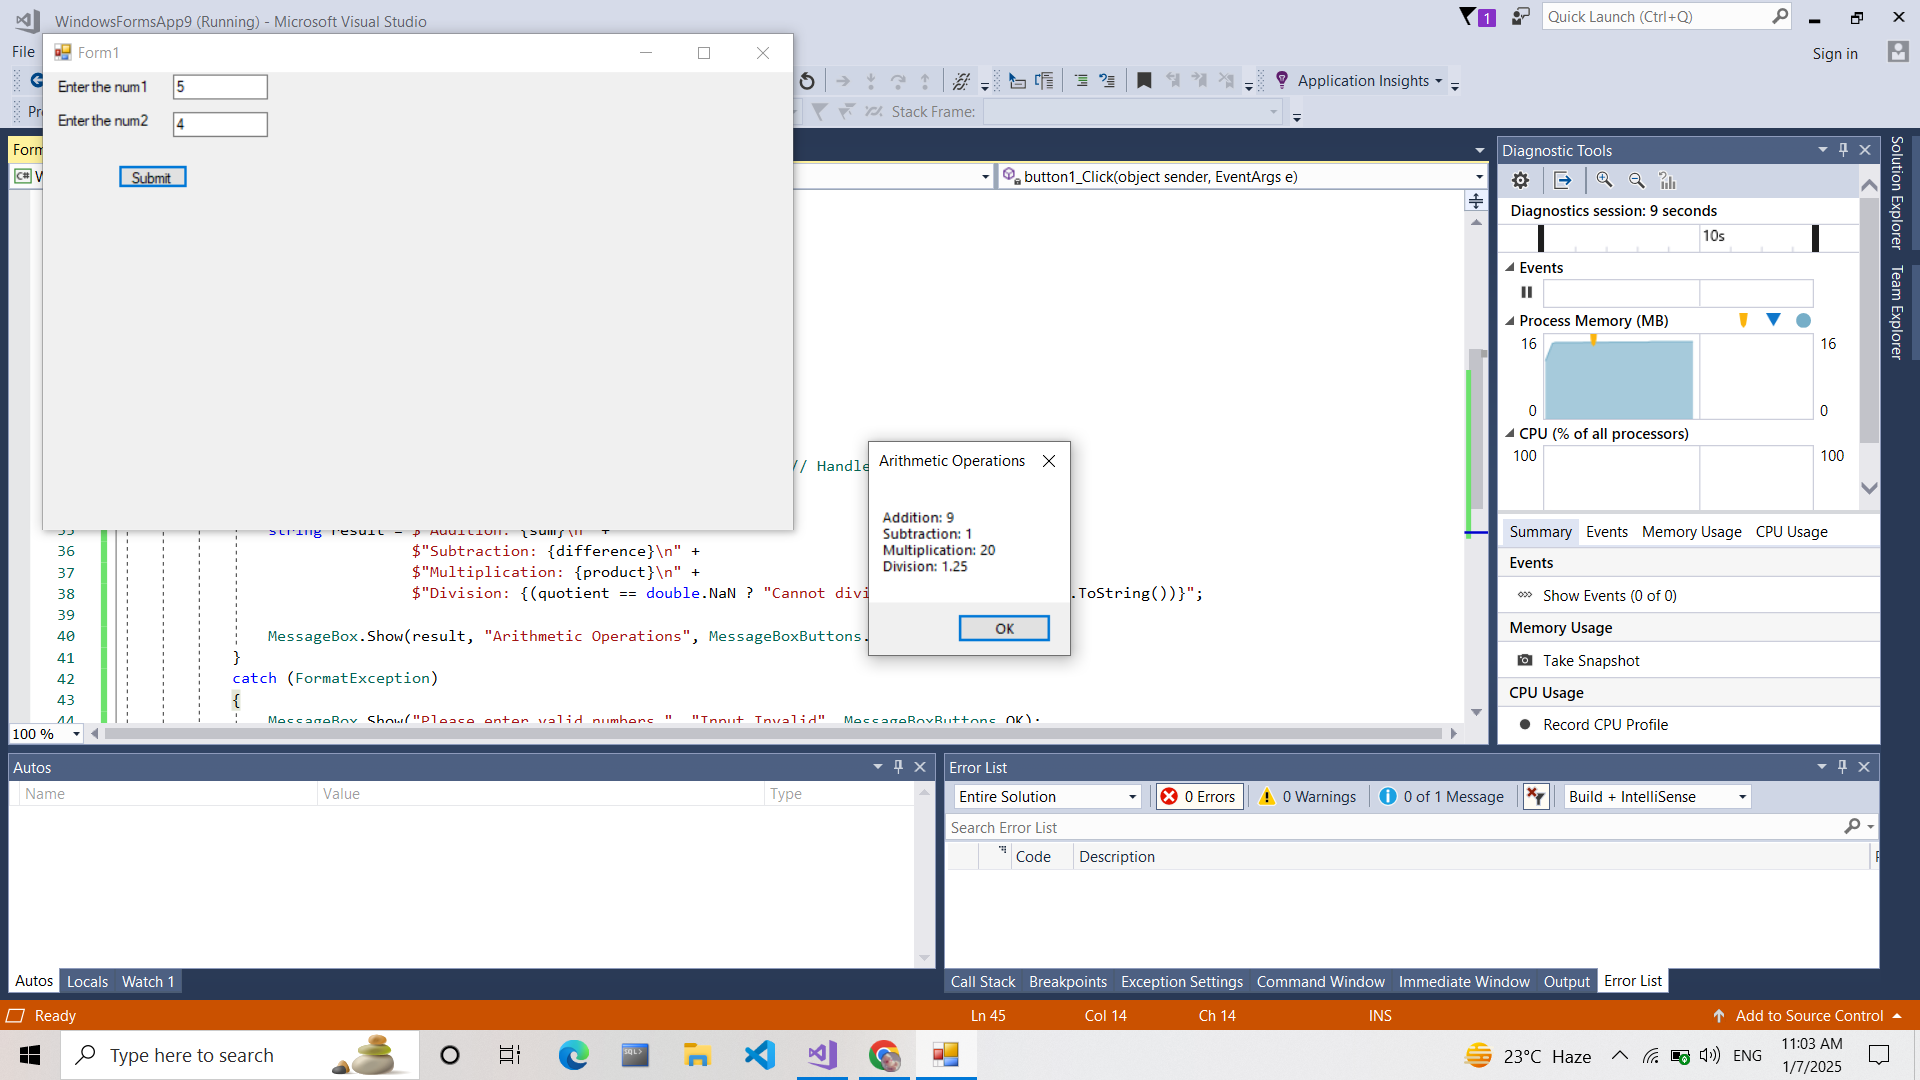 WindowsFormsApp9 (Running) - Microsoft Visual Studio
1
Quick Launch (Ctrl+Q)
File
Form1
Sign in
Enter the num1
5
Application Insights
Enter the num2
4
Stack Frame:
Submit
Form
button1_Click(object sender, EventArgs e)
Diagnostic Tools
Solution Explorer
Team Explorer
Diagnostics session: 9 seconds
10s
Events
Process Memory (MB)
16
16
0
0
CPU (% of all processors)
100
100
// Handle
Arithmetic Operations
Addition: 9
Subtraction: 1
Multiplication: 20
Division: 1.25
OK
35 string result = $"Addition: {sum}\n" +
36 $"Subtraction: {difference}\n" +
37 $"Multiplication: {product}\n" +
38 $"Division: {(quotient == double.NaN ? "Cannot divi .ToString())}";
39
40 MessageBox.Show(result, "Arithmetic Operations", MessageBoxButtons.
41 }
42 catch (FormatException)
43 {
44 MessageBox.Show("Please enter valid numbers.", "Input Invalid", MessageBoxButtons.OK);
100 %
Summary Events Memory Usage CPU Usage
Events
Show Events (0 of 0)
Memory Usage
Take Snapshot
CPU Usage
Record CPU Profile
Autos
Name Value Type
Autos Locals Watch 1
Error List
Entire Solution 0 Errors 0 Warnings 0 of 1 Message Build + IntelliSense
Search Error List
Code Description
Call Stack Breakpoints Exception Settings Command Window Immediate Window Output Error List
Ready Ln 45 Col 14 Ch 14 INS Add to Source Control
Type here to search
23°C Haze
ENG
11:03 AM
1/7/2025